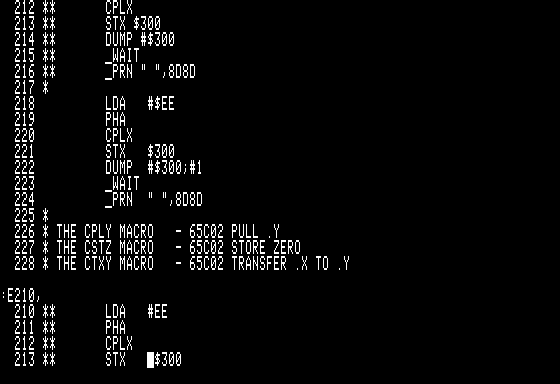 212 **      CPLX
213 **      STX $300
214 **      DUMP #$300
215 **      _WAIT
216 **      _PRN " ",8D8D
217 *
218         LDA   #$EE
219         PHA
220         CPLX
221         STX   $300
222         DUMP  #$300;#1
223         _WAIT
224         _PRN  " ",8D8D
225 *
226 * THE CPLY MACRO   - 65C02 PULL .Y
227 * THE CSTZ MACRO   - 65C02 STORE ZERO
228 * THE CTXY MACRO   - 65C02 TRANSFER .X TO .Y
:E210,
210 **      LDA   #EE
211 **      PHA
212 **      CPLX
213 **      STX   $300